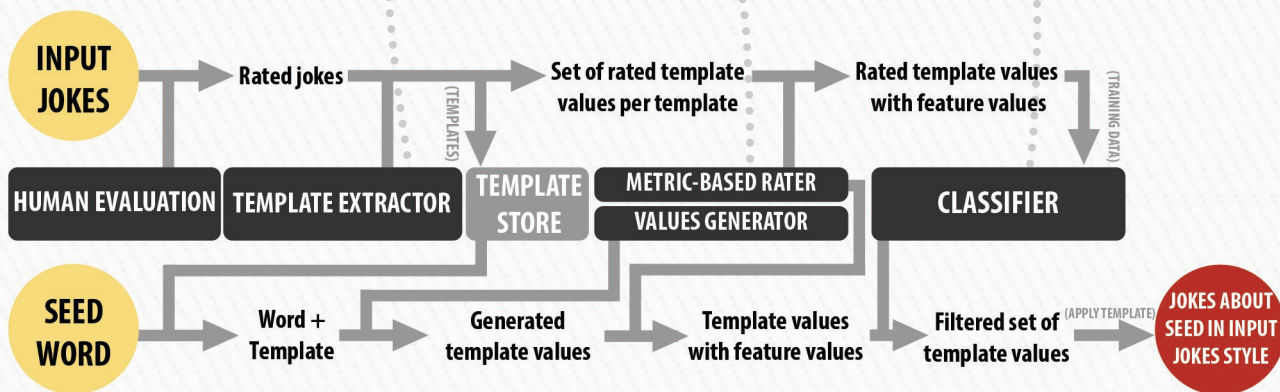 INPUT
JOKES
Rated jokes
(TEMPLATES)
Set of rated template
values per template
Rated template values
with feature values
(TRAINING DATA)
HUMAN EVALUATION
TEMPLATE EXTRACTOR
TEMPLATE
STORE
METRIC-BASED RATER
VALUES GENERATOR
CLASSIFIER
SEED
WORD
Word +
Template
Generated
template values
Template values
with feature values
Filtered set of
template values
(APPLY TEMPLATE)
JOKES ABOUT
SEED IN INPUT
JOKES STYLE